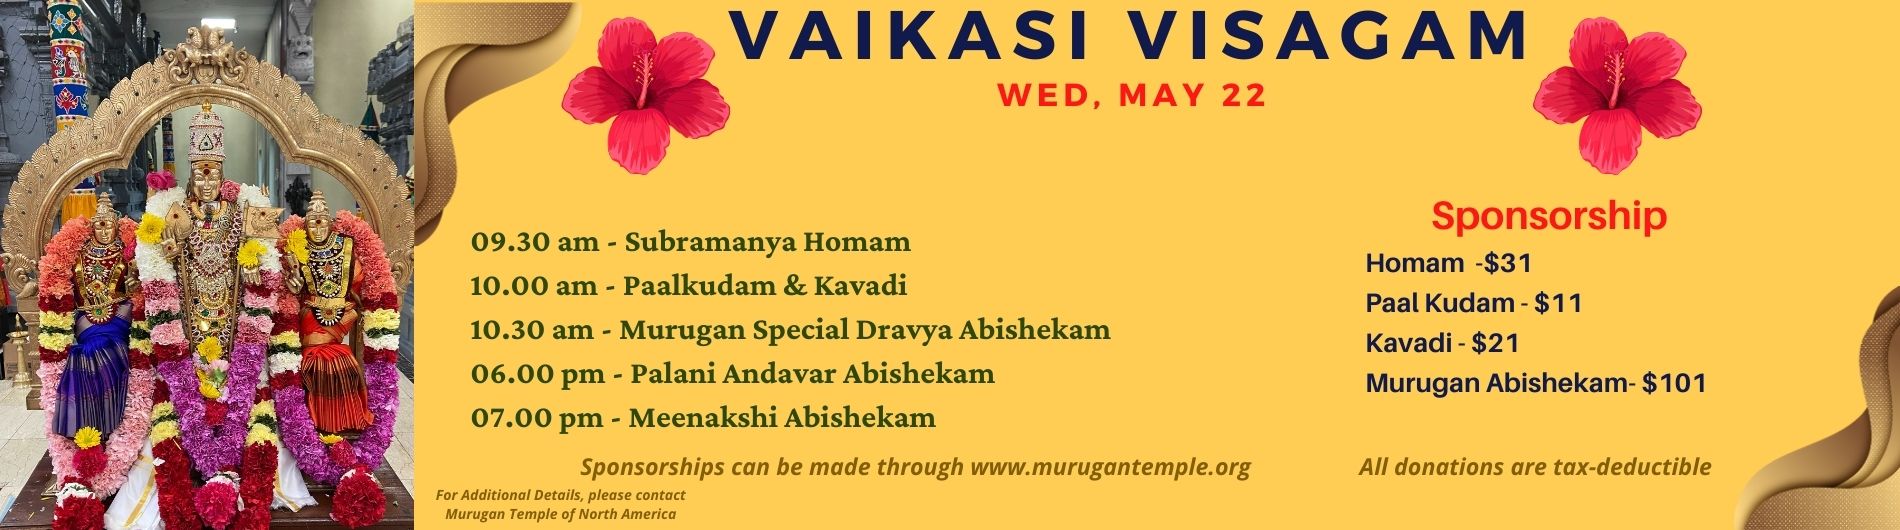 VAIKASI VISAGAM
WED, MAY 22
09.30 am - Subramanya Homam
10.00 am - Paalkudam & Kavadi
10.30 am - Murugan Special Dravya Abishekam
06.00 pm - Palani Andavar Abishekam
07.00 pm - Meenakshi Abishekam
Sponsorship
Homam -$31
Paal Kudam - $11
Kavadi - $21
Murugan Abishekam- $101
Sponsorships can be made through www.murugantemple.org
All donations are tax-deductible
For Additional Details, please contact
Murugan Temple of North America